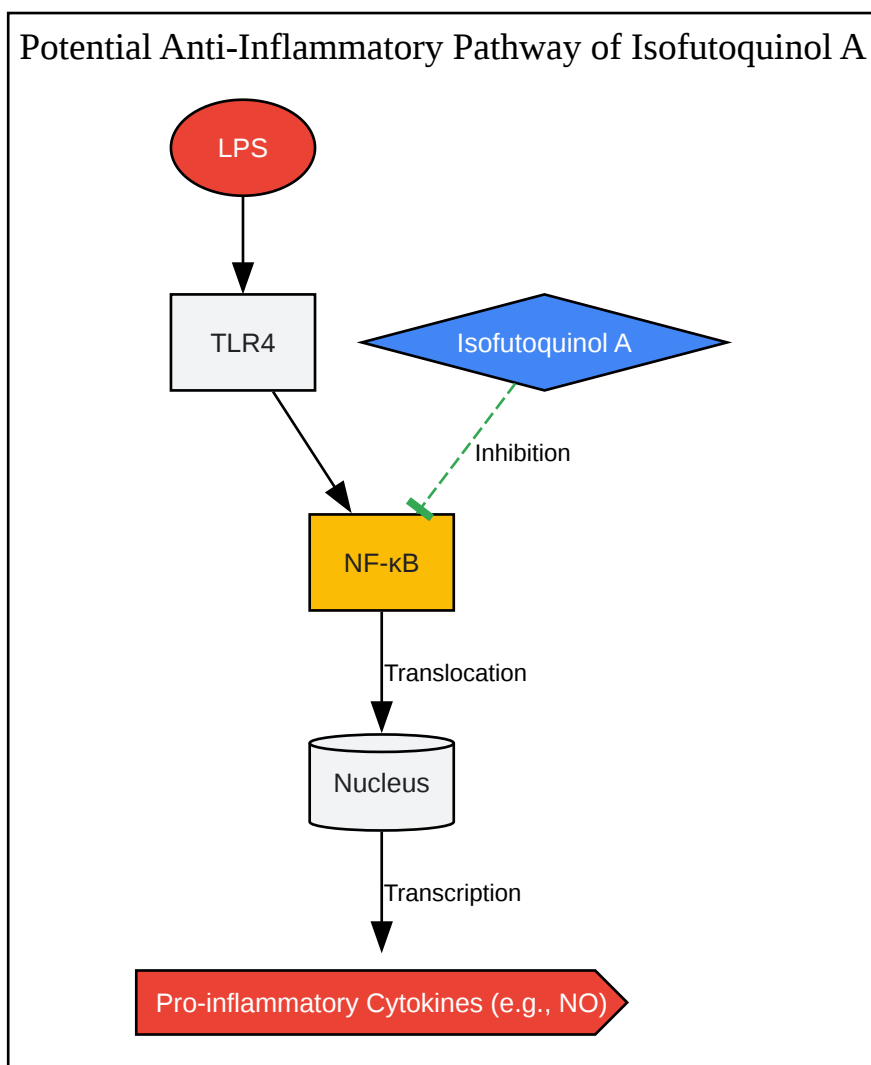 Potential Anti-Inflammatory Pathway of Isofutoquinol A
LPS
TLR4
Isofutoquinol A
Inhibition
NF-κB
Translocation
Nucleus
Transcription
Pro-inflammatory Cytokines (e.g., NO)